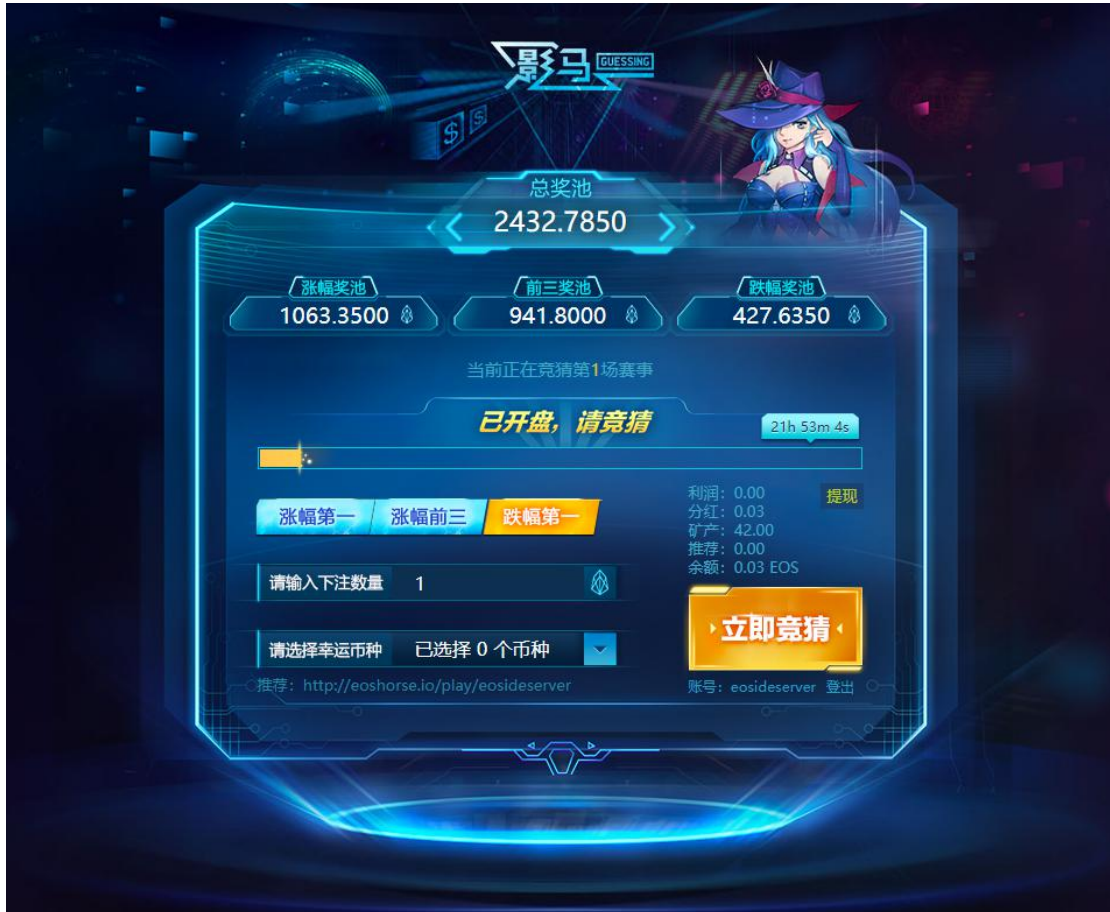 影马 GUESSING
$ $
总奖池
2432.7850
涨幅奖池 前三奖池 跌幅奖池
1063.3500 941.8000 427.6350
当前正在竞猜第1场赛事
已开盘，请竞猜
21h 53m 4s
利润：0.00 提现
分红：0.03
涨幅第一 涨幅前三 跌幅第一
矿产：42.00
推荐：0.00
余额：0.03 EOS
请输入下注数量 1
立即竞猜
请选择幸运币种 已选择 0 个币种
推荐：http://eoshorse.io/play/eosideserver
账号：eosideserver 登出